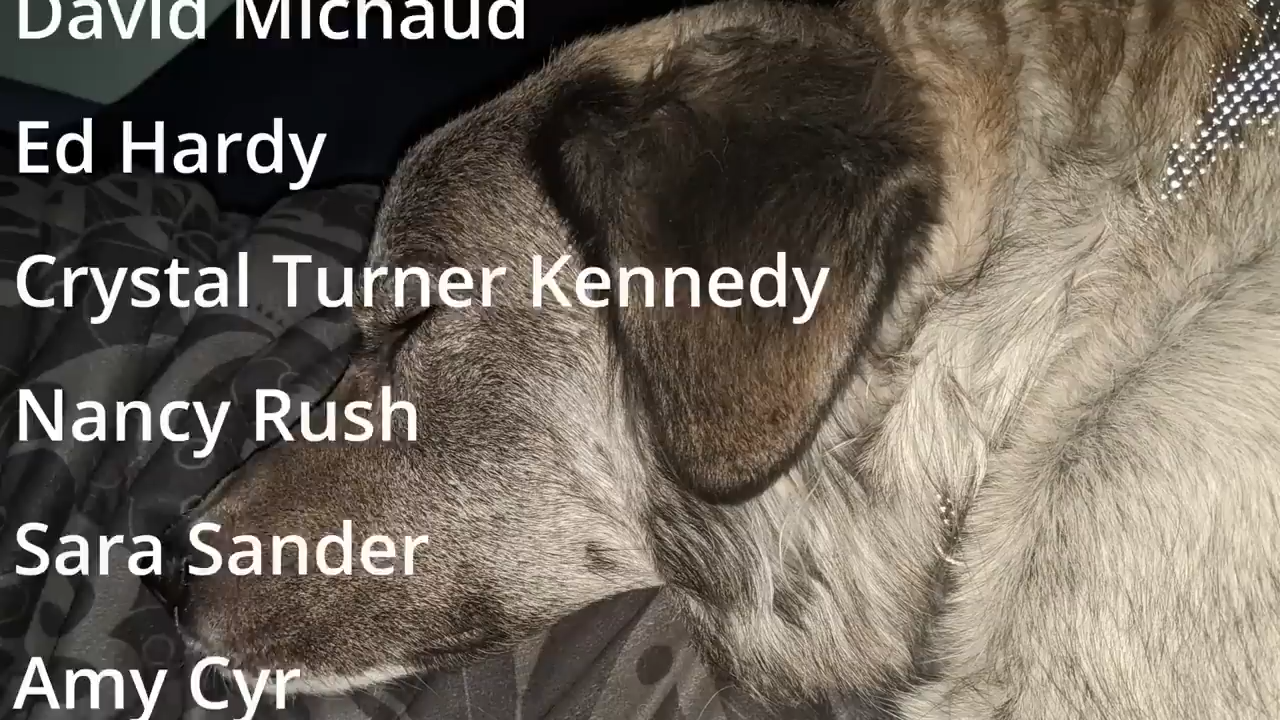 David Michaud
Ed Hardy
Crystal Turner Kennedy
Nancy Rush
Sara Sander
Amy Cyr